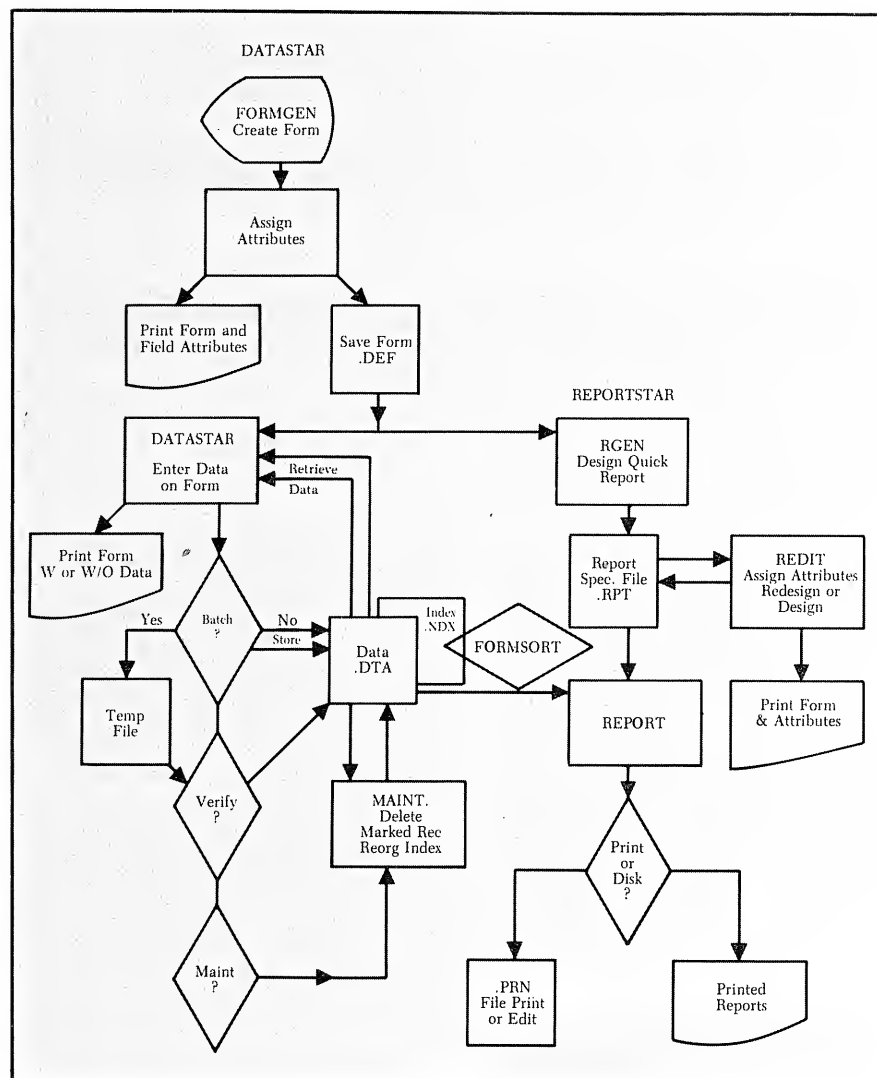 DATASTAR
FORMGEN
Create Form
Assign
Attributes
Print Form and
Field Attributes
Save Form
.DEF
REPORTSTAR
DATASTAR
Enter Data
on Form
Retrieve
Data
RGEN
Design Quick
Report
Print Form
W or W/O Data
Report
Spec. File
.RPT
REDIT
Assign Attributes
Redesign or
Design
Yes
Batch
?
No
Store
Data
.DTA
Index
.NDX
FORMSORT
Temp
File
REPORT
Print Form
& Attributes
Verify
?
MAINT.
Delete
Marked Rec
Reorg Index
Print
or
Disk
?
Maint
?
.PRN
File Print
or Edit
Printed
Reports